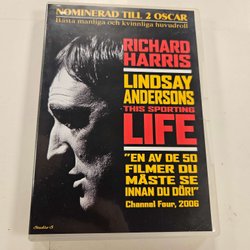 NOMINERAD TILL 2 OSCAR
Bästa manliga och kvinnliga huvudroll
RICHARD
HARRIS
LINDSAY
ANDERSONS
THIS SPORTING
LIFE
"EN AV DE 50
FILMER DU
MÅSTE SE
INNAN DU DÖR!"
Channel Four, 2006
Studio S